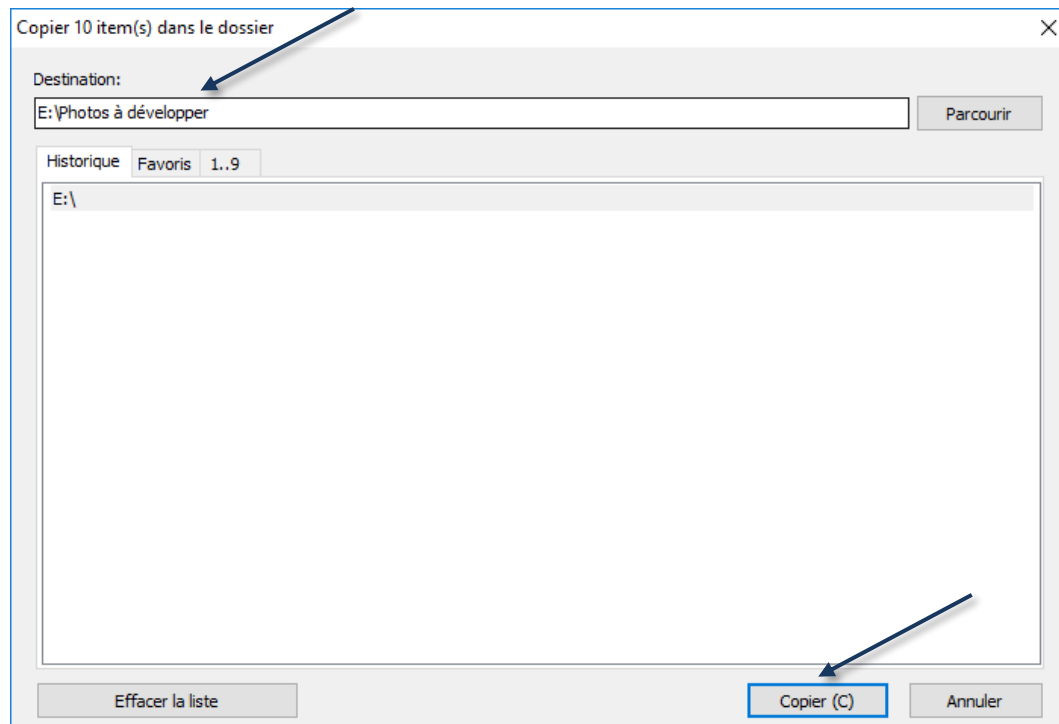 Copier 10 item(s) dans le dossier
Destination:
E:\Photos à développer
Parcourir
Historique Favoris 1..9
E:\
Effacer la liste Copier (C) Annuler